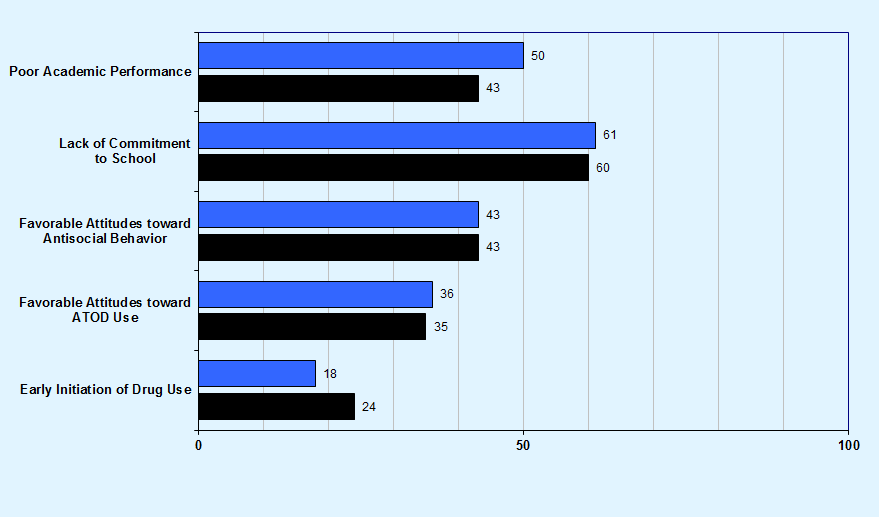 Poor Academic Performance
50
43
Lack of Commitment
to School
61
60
Favorable Attitudes toward
Antisocial Behavior
43
43
Favorable Attitudes toward
ATOD Use
36
35
Early Initiation of Drug Use
18
24
0 50 100